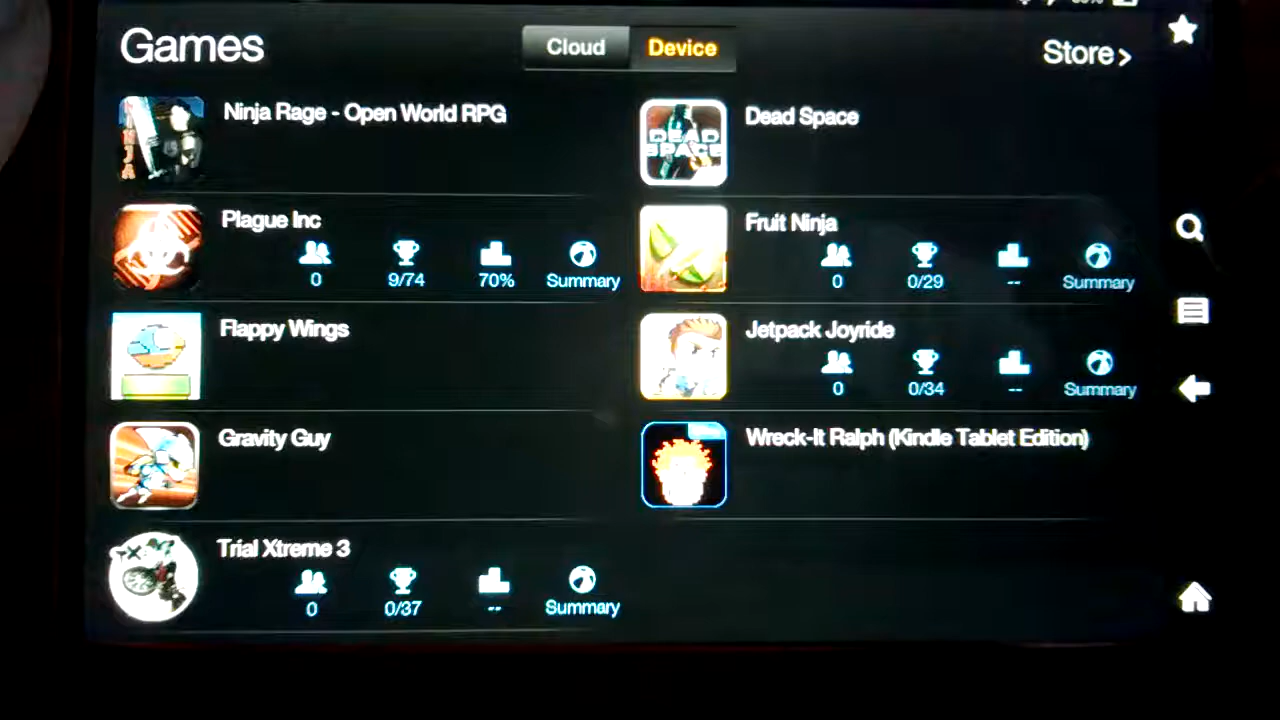 Games
Cloud
Device
Store >
Ninja Rage - Open World RPG
NINJA
Dead Space
DEAD
SPACE
Plague Inc
0
9/74
70%
Summary
Fruit Ninja
0
0/29
--
Summary
Flappy Wings
Jetpack Joyride
0
0/34
--
Summary
Gravity Guy
Wreck-It Ralph (Kindle Tablet Edition)
Trial Xtreme 3
0
0/37
--
Summary